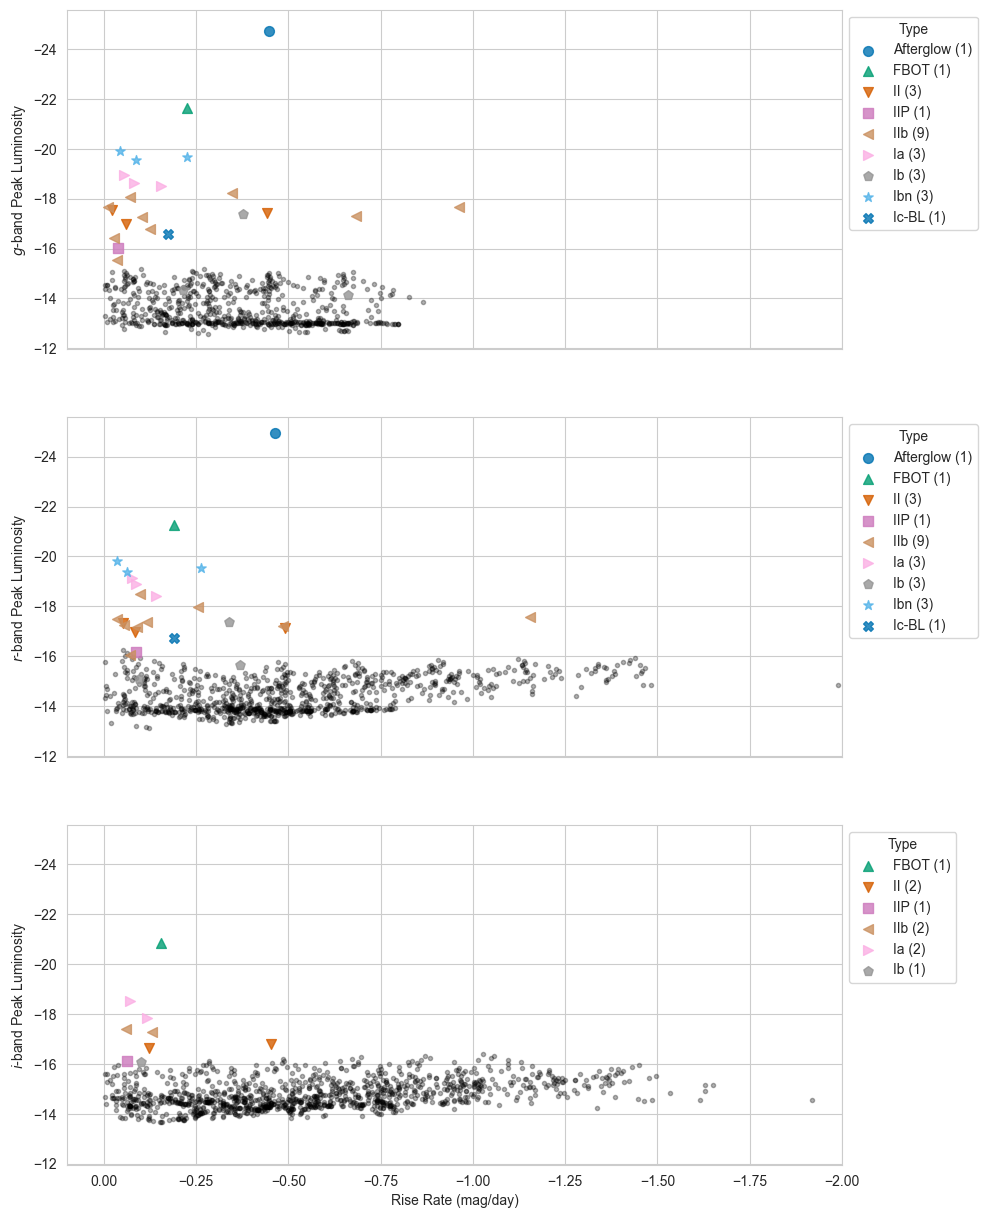 −24
−22
−20
−18
−16
−14
−12
g-band Peak Luminosity
Type
Afterglow (1)
FBOT (1)
II (3)
IIP (1)
IIb (9)
Ia (3)
Ib (3)
Ibn (3)
Ic-BL (1)
−24
−22
−20
−18
−16
−14
−12
r-band Peak Luminosity
Type
Afterglow (1)
FBOT (1)
II (3)
IIP (1)
IIb (9)
Ia (3)
Ib (3)
Ibn (3)
Ic-BL (1)
−24
−22
−20
−18
−16
−14
−12
i-band Peak Luminosity
Type
FBOT (1)
II (2)
IIP (1)
IIb (2)
Ia (2)
Ib (1)
0.00 −0.25 −0.50 −0.75 −1.00 −1.25 −1.50 −1.75 −2.00
Rise Rate (mag/day)